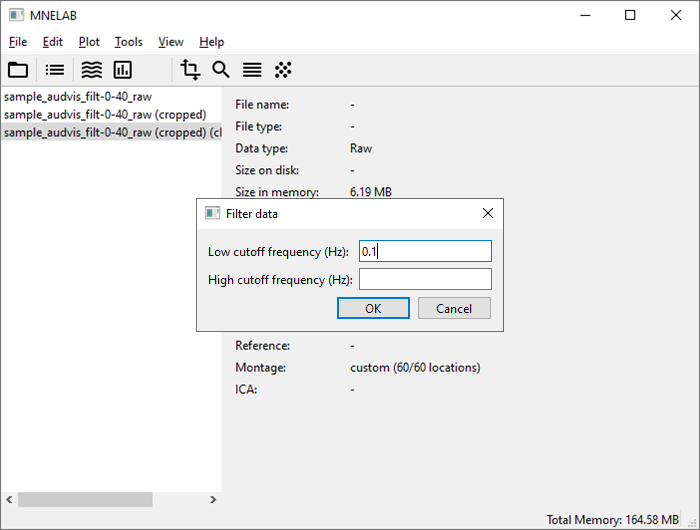 MNELAB
File Edit Plot Tools View Help
sample_audvis_filt-0-40_raw
sample_audvis_filt-0-40_raw (cropped)
sample_audvis_filt-0-40_raw (cropped) (cl
File name: -
File type: -
Data type: Raw
Size on disk: -
Size in memory: 6.19 MB
Filter data
Low cutoff frequency (Hz): 0.1
High cutoff frequency (Hz):
OK Cancel
Reference: -
Montage: custom (60/60 locations)
ICA: -
Total Memory: 164.58 MB